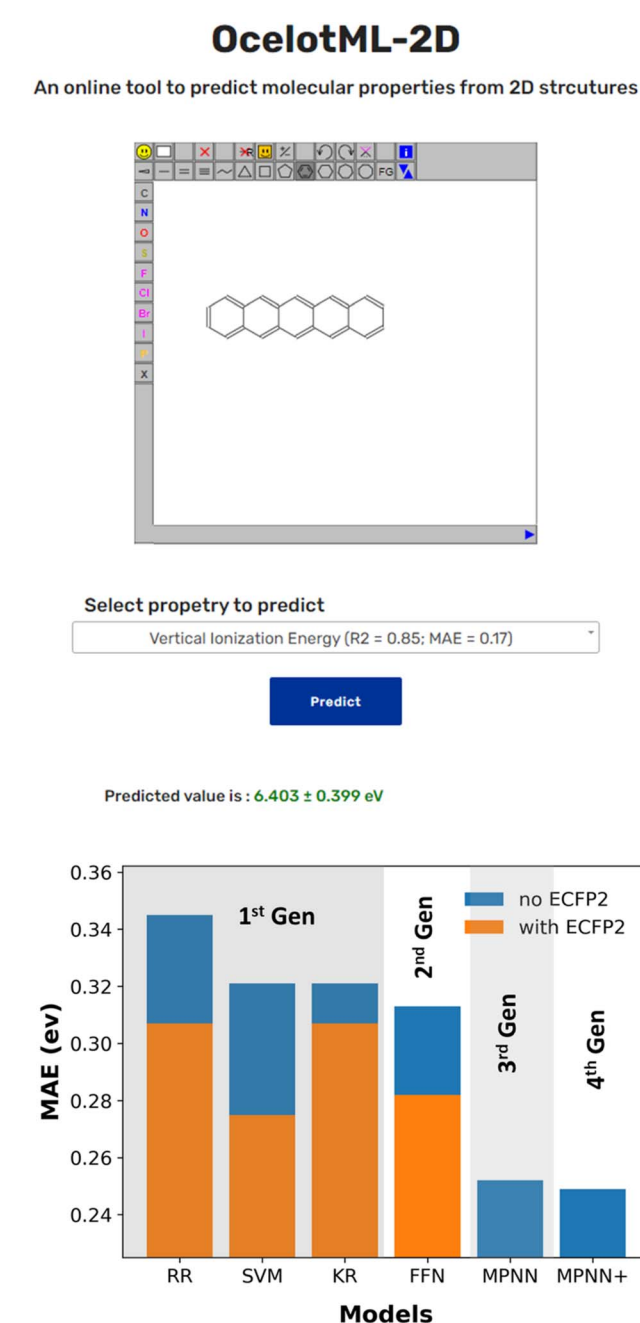 OcelotML-2D
An online tool to predict molecular properties from 2D strcutures
R
FG
C
N
O
S
F
Cl
Br
I
P
X
Select propetry to predict
Vertical Ionization Energy (R2 = 0.85; MAE = 0.17)
Predict
Predicted value is : 6.403 ± 0.399 eV
0.36
0.34
0.32
0.30
0.28
0.26
0.24
MAE (ev)
1st Gen
2nd Gen
3rd Gen
4th Gen
no ECFP2
with ECFP2
RR SVM KR FFN MPNN MPNN+
Models